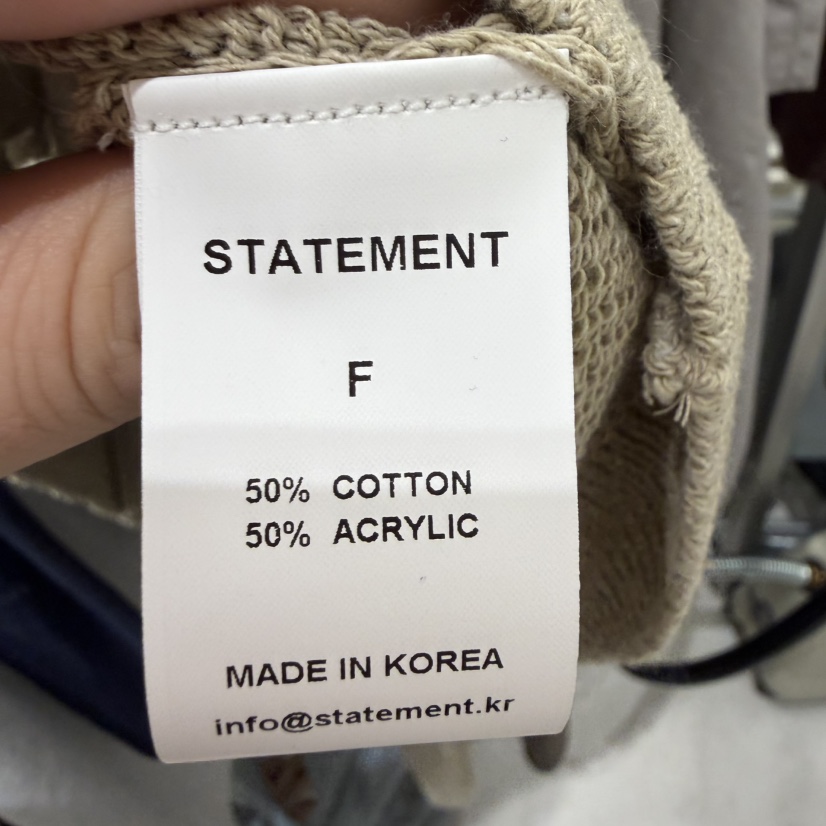 STATEMENT
F
50% COTTON
50% ACRYLIC
MADE IN KOREA
info@statement.kr